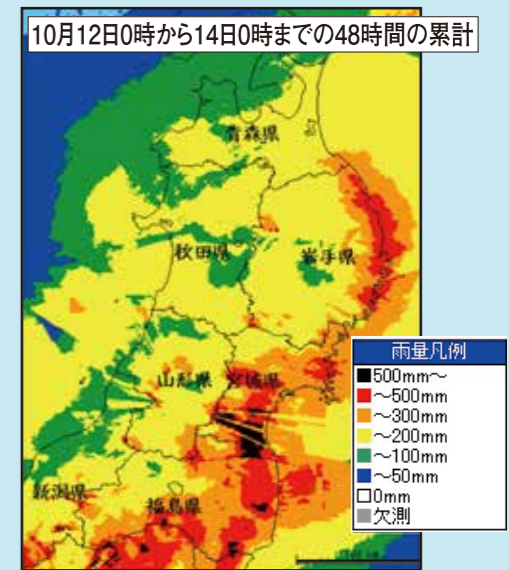 10月12日0時から14日0時までの48時間の累計
青森県
秋田県
岩手県
山形県
宮城県
新潟県
福島県
雨量凡例
500mm～
～500mm
～300mm
～200mm
～100mm
～50mm
0mm
欠測